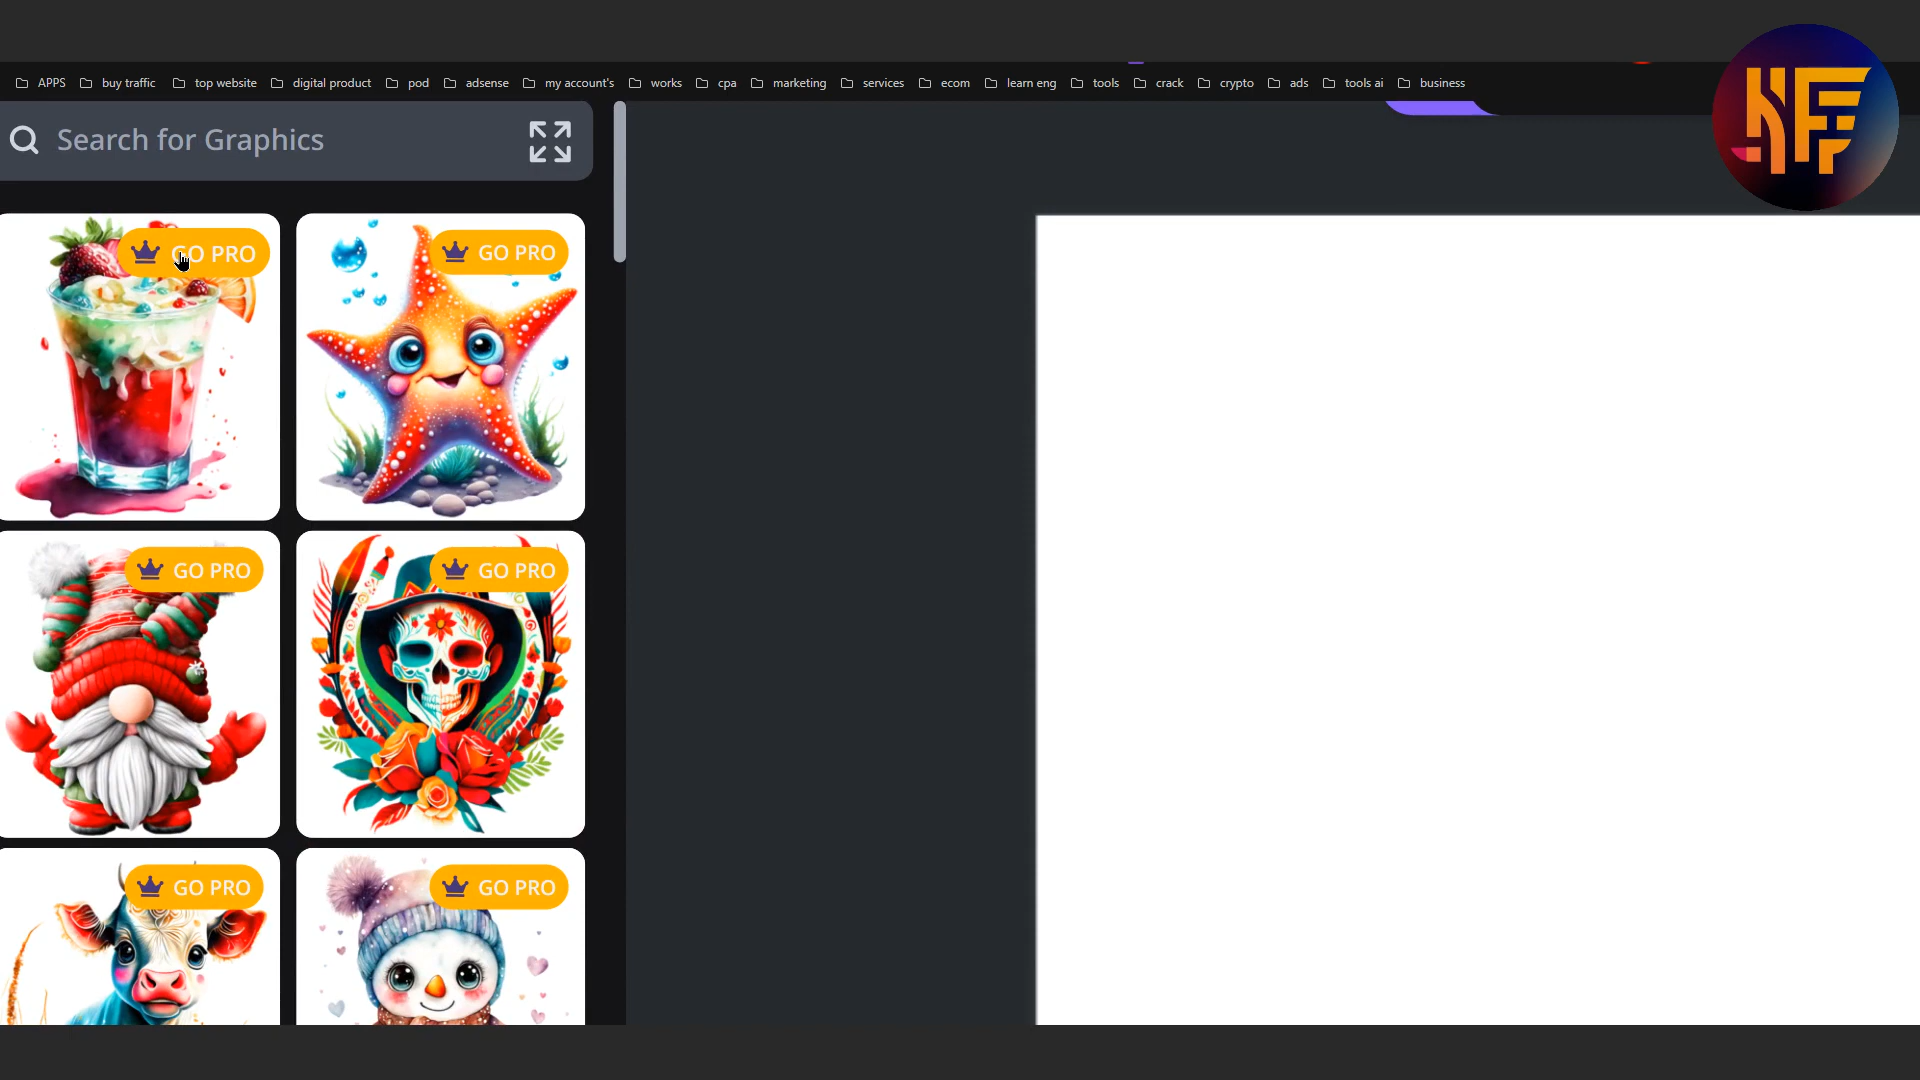 APPS buy traffic top website digital product pod adsense my account's works cpa marketing services ecom learn eng tools crack crypto ads tools ai business
Search for Graphics
GO PRO GO PRO
GO PRO GO PRO
GO PRO GO PRO